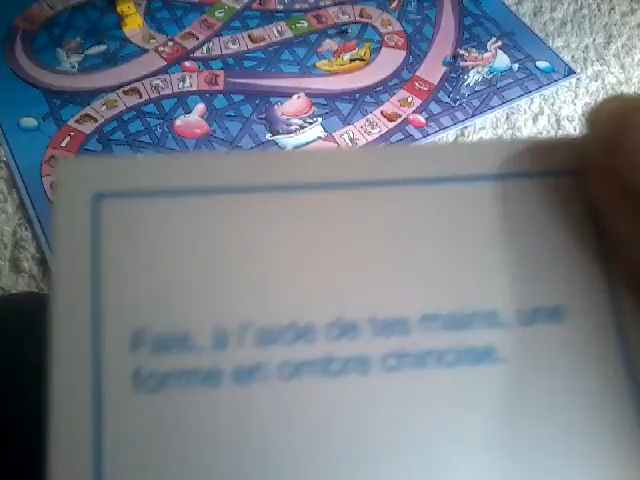 Fais, à l'aide de tes mains, une
forme en ombre chinoise.